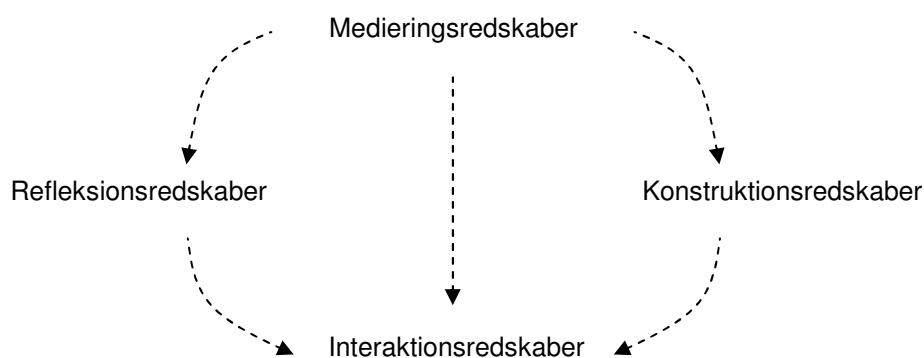 Medieringsredskaber
Refleksionsredskaber
Konstruktionsredskaber
Interaktionsredskaber